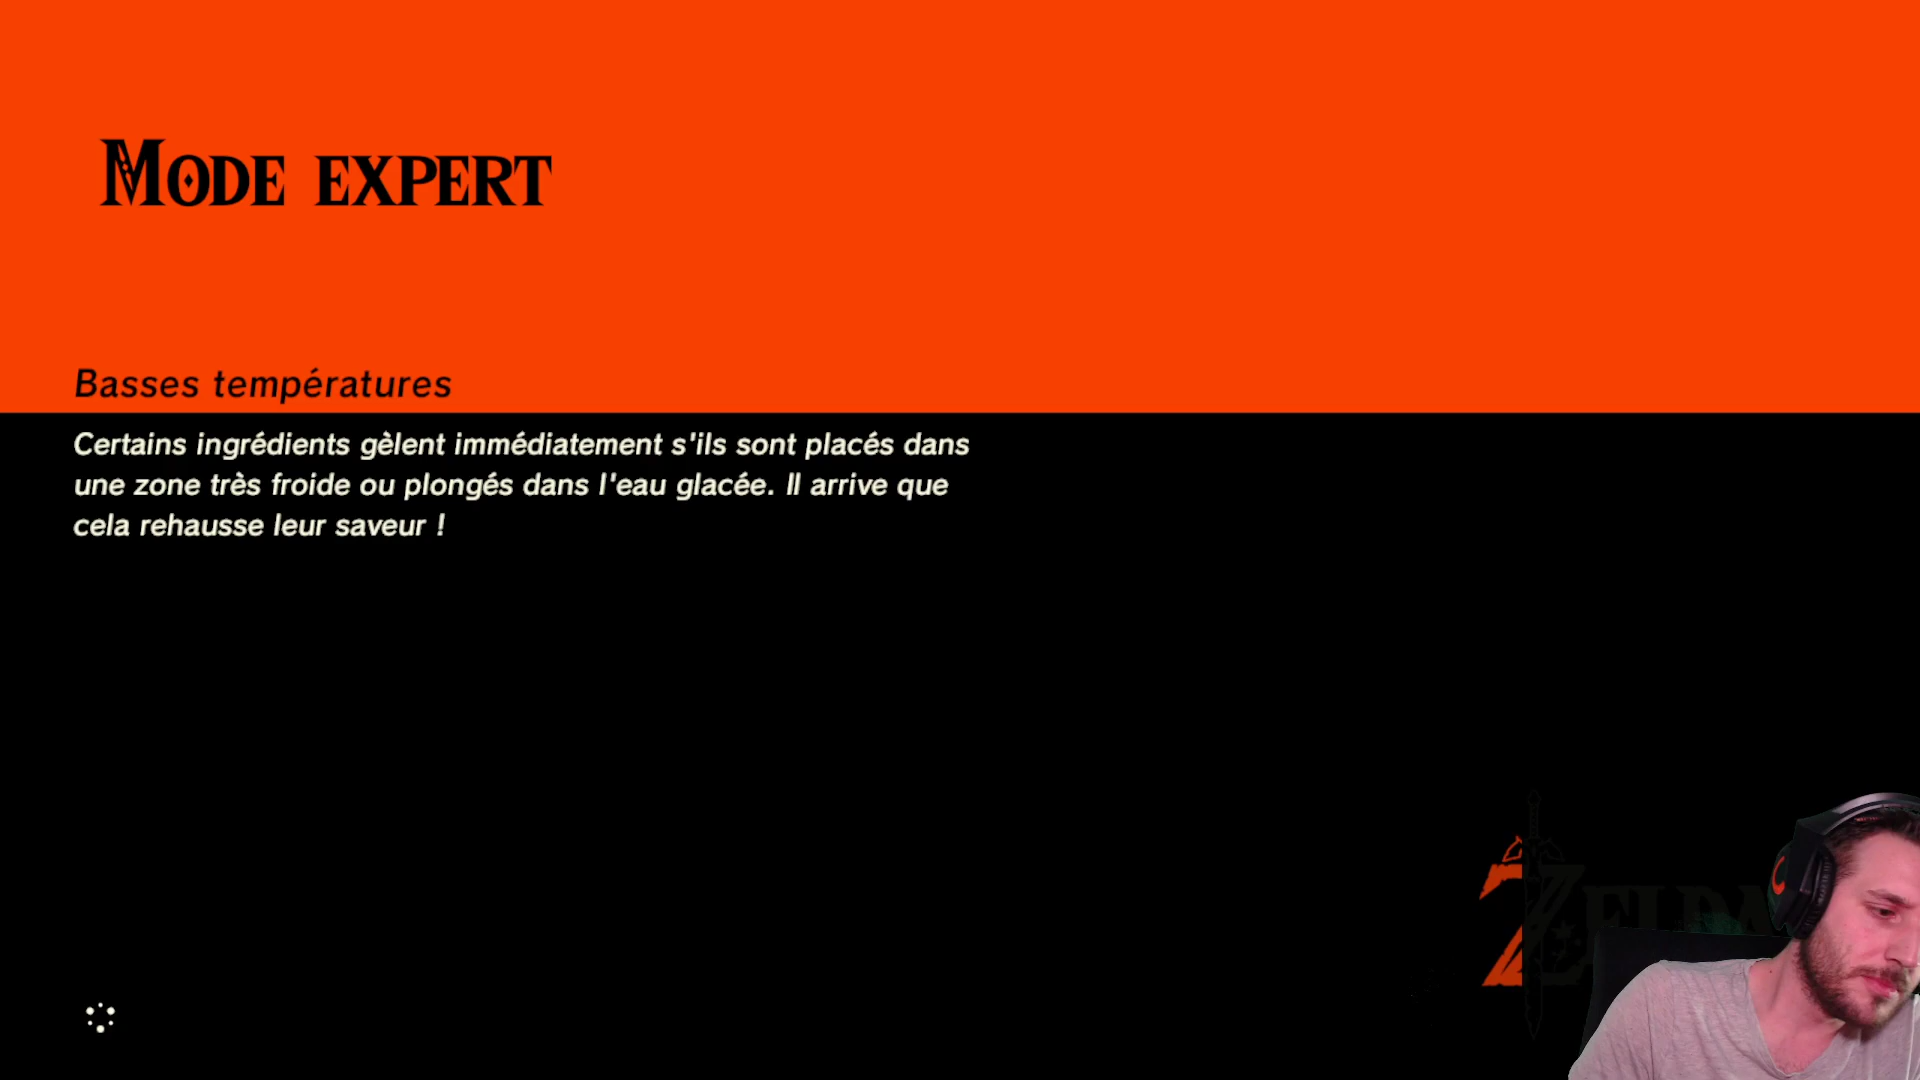 Mode expert
Basses températures
Certains ingrédients gèlent immédiatement s'ils sont placés dans
une zone très froide ou plongés dans l'eau glacée. Il arrive que
cela rehausse leur saveur !
ZELDA